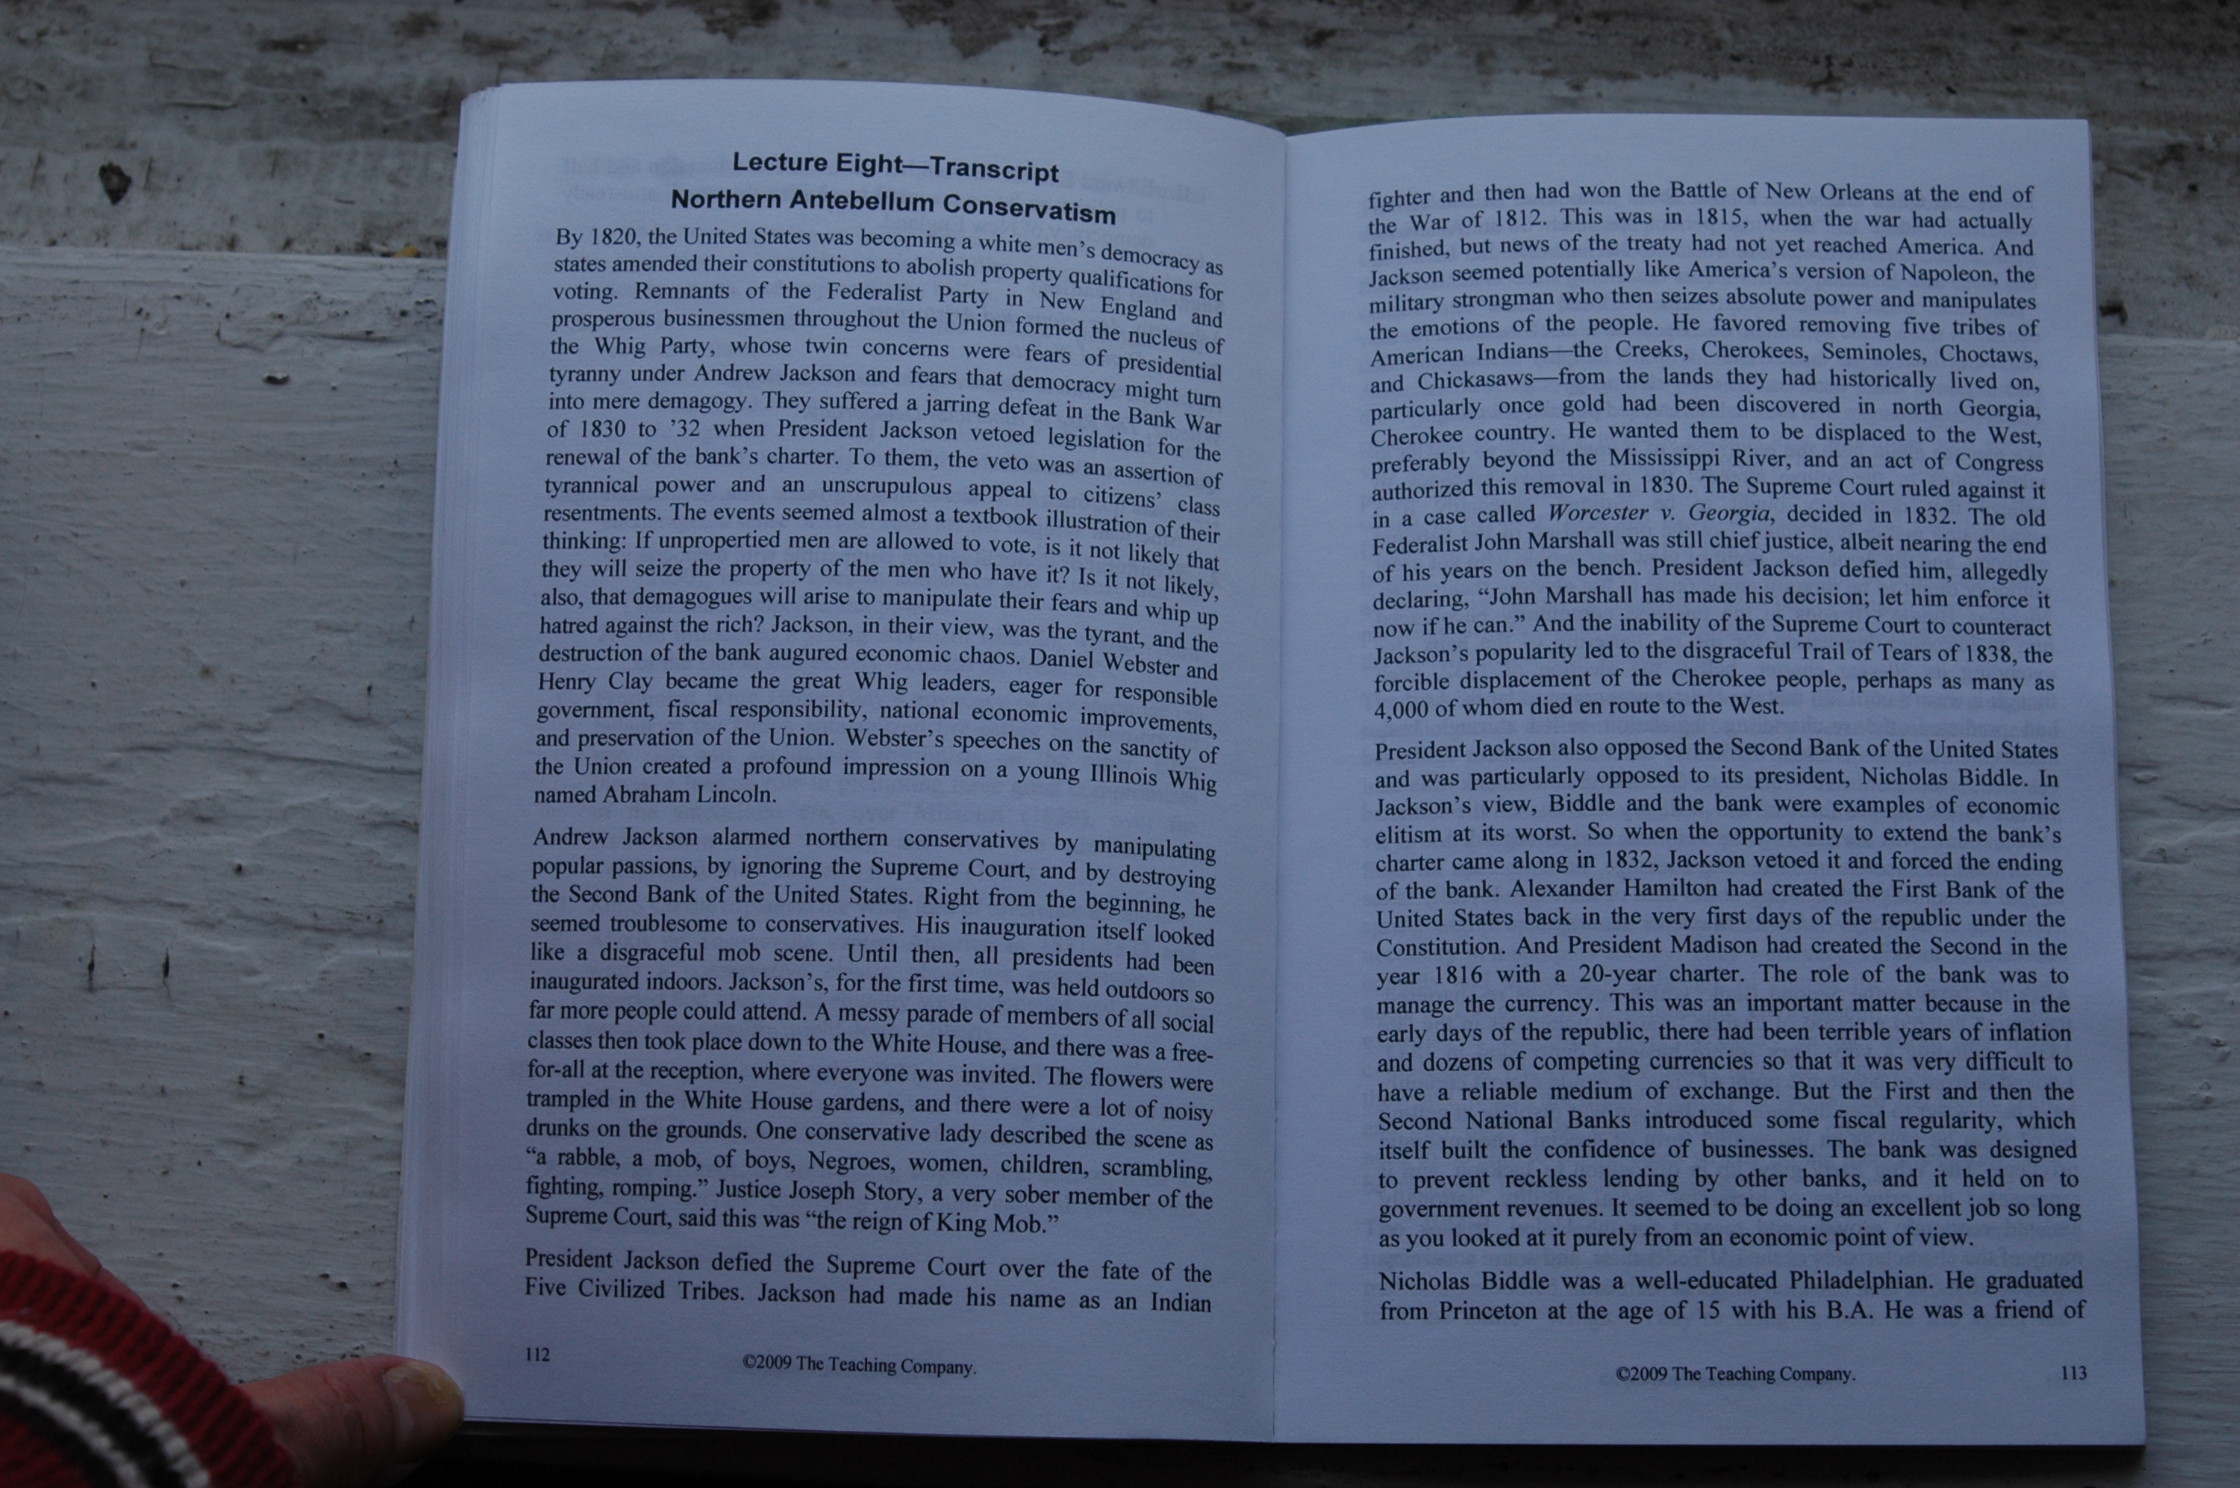 Lecture Eight—Transcript
Northern Antebellum Conservatism
By 1820, the United States was becoming a white men's democracy as
states amended their constitutions to abolish property qualifications for
voting. Remnants of the Federalist Party in New England and
prosperous businessmen throughout the Union formed the nucleus of
the Whig Party, whose twin concerns were fears of presidential
tyranny under Andrew Jackson and fears that democracy might turn
into mere demagogy. They suffered a jarring defeat in the Bank War
of 1830 to ’32 when President Jackson vetoed legislation for the
renewal of the bank's charter. To them, the veto was an assertion of
tyrannical power and an unscrupulous appeal to citizens' class
resentments. The events seemed almost a textbook illustration of their
thinking: If unpropertied men are allowed to vote, is it not likely that
they will seize the property of the men who have it? Is it not likely,
also, that demagogues will arise to manipulate their fears and whip up
hatred against the rich? Jackson, in their view, was the tyrant, and the
destruction of the bank augured economic chaos. Daniel Webster and
Henry Clay became the great Whig leaders, eager for responsible
government, fiscal responsibility, national economic improvements,
and preservation of the Union. Webster's speeches on the sanctity of
the Union created a profound impression on a young Illinois Whig
named Abraham Lincoln.
Andrew Jackson alarmed northern conservatives by manipulating
popular passions, by ignoring the Supreme Court, and by destroying
the Second Bank of the United States. Right from the beginning, he
seemed troublesome to conservatives. His inauguration itself looked
like a disgraceful mob scene. Until then, all presidents had been
inaugurated indoors. Jackson's, for the first time, was held outdoors so
far more people could attend. A messy parade of members of all social
classes then took place down to the White House, and there was a free-
for-all at the reception, where everyone was invited. The flowers were
trampled in the White House gardens, and there were a lot of noisy
drunks on the grounds. One conservative lady described the scene as
“a rabble, a mob, of boys, Negroes, women, children, scrambling,
fighting, romping.” Justice Joseph Story, a very sober member of the
Supreme Court, said this was “the reign of King Mob.”
President Jackson defied the Supreme Court over the fate of the
Five Civilized Tribes. Jackson had made his name as an Indian
112
©2009 The Teaching Company.
fighter and then had won the Battle of New Orleans at the end of
the War of 1812. This was in 1815, when the war had actually
finished, but news of the treaty had not yet reached America. And
Jackson seemed potentially like America's version of Napoleon, the
military strongman who then seizes absolute power and manipulates
the emotions of the people. He favored removing five tribes of
American Indians—the Creeks, Cherokees, Seminoles, Choctaws,
and Chickasaws—from the lands they had historically lived on,
particularly once gold had been discovered in north Georgia,
Cherokee country. He wanted them to be displaced to the West,
preferably beyond the Mississippi River, and an act of Congress
authorized this removal in 1830. The Supreme Court ruled against it
in a case called Worcester v. Georgia, decided in 1832. The old
Federalist John Marshall was still chief justice, albeit nearing the end
of his years on the bench. President Jackson defied him, allegedly
declaring, “John Marshall has made his decision; let him enforce it
now if he can.” And the inability of the Supreme Court to counteract
Jackson's popularity led to the disgraceful Trail of Tears of 1838, the
forcible displacement of the Cherokee people, perhaps as many as
4,000 of whom died en route to the West.
President Jackson also opposed the Second Bank of the United States
and was particularly opposed to its president, Nicholas Biddle. In
Jackson's view, Biddle and the bank were examples of economic
elitism at its worst. So when the opportunity to extend the bank's
charter came along in 1832, Jackson vetoed it and forced the ending
of the bank. Alexander Hamilton had created the First Bank of the
United States back in the very first days of the republic under the
Constitution. And President Madison had created the Second in the
year 1816 with a 20-year charter. The role of the bank was to
manage the currency. This was an important matter because in the
early days of the republic, there had been terrible years of inflation
and dozens of competing currencies so that it was very difficult to
have a reliable medium of exchange. But the First and then the
Second National Banks introduced some fiscal regularity, which
itself built the confidence of businesses. The bank was designed
to prevent reckless lending by other banks, and it held on to
government revenues. It seemed to be doing an excellent job so long
as you looked at it purely from an economic point of view.
Nicholas Biddle was a well-educated Philadelphian. He graduated
from Princeton at the age of 15 with his B.A. He was a friend of
©2009 The Teaching Company.
113